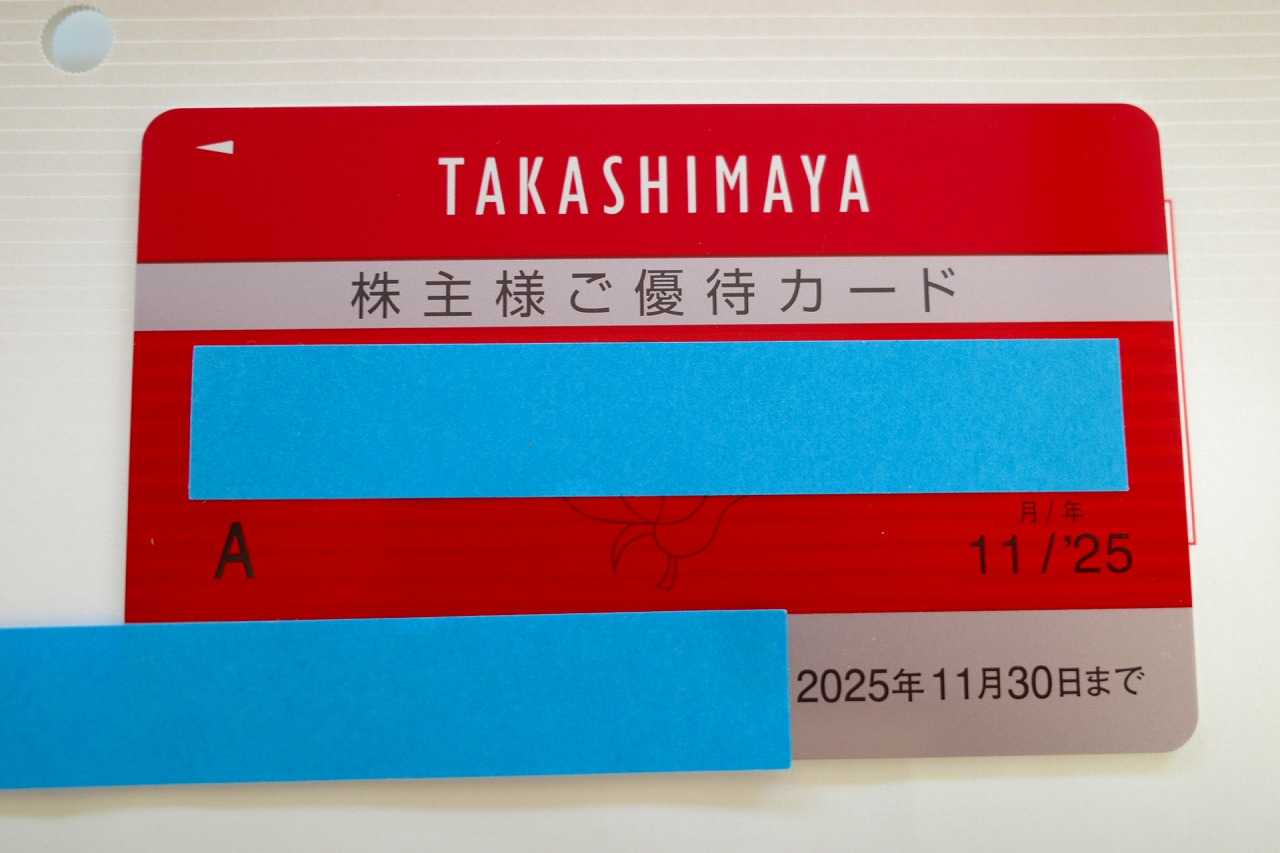 TAKASHIMAYA
株主様ご優待カード
月/年
A
11/'25
2025年11月30日まで